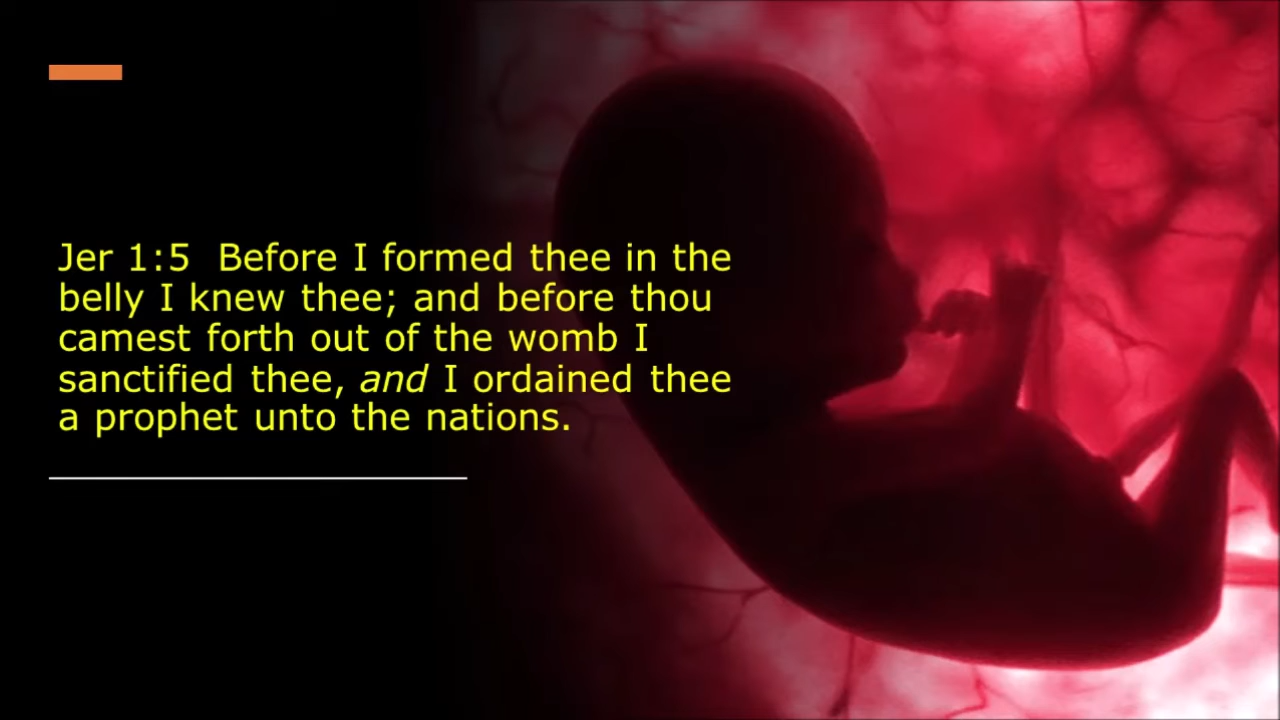 Jer 1:5  Before I formed thee in the
belly I knew thee; and before thou
camest forth out of the womb I
sanctified thee, and I ordained thee
a prophet unto the nations.